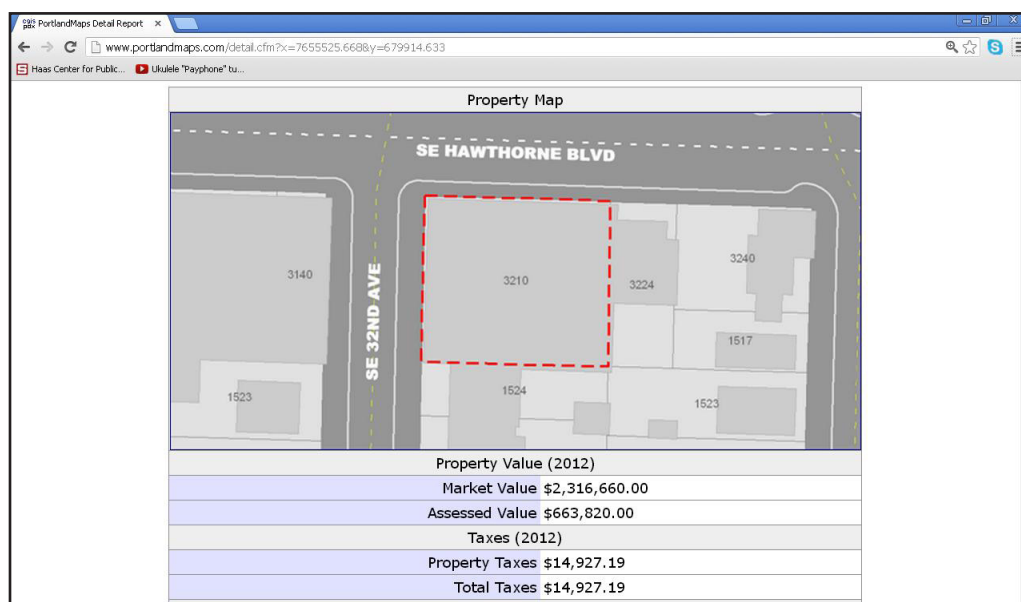 PortlandMaps Detail Report
www.portlandmaps.com/detail.cfm?x=7655525.668&y=679914.633
Haas Center for Public... Ukulele "Payphone" tu...
Property Map
SE HAWTHORNE BLVD
SE 32ND AVE
3140
3210
3224
3240
1517
1523
1524
1523
Property Value (2012)
Market Value $2,316,660.00
Assessed Value $663,820.00
Taxes (2012)
Property Taxes $14,927.19
Total Taxes $14,927.19